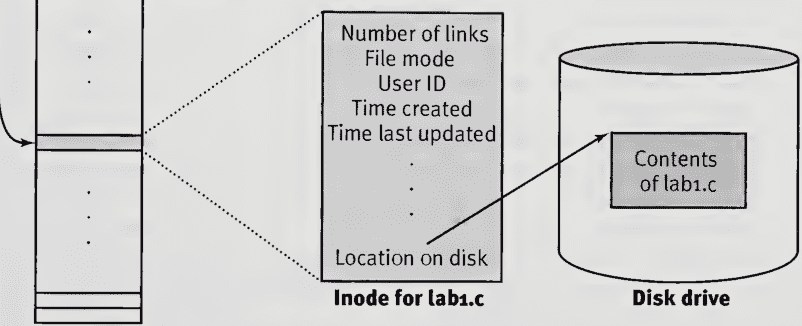 Number of links
File mode
User ID
Time created
Time last updated
Location on disk
Inode for lab1.c
Contents
of lab1.c
Disk drive